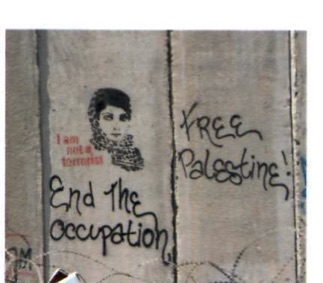 I am
not a
terrorist
End The
occupation
FREE
Palestine!